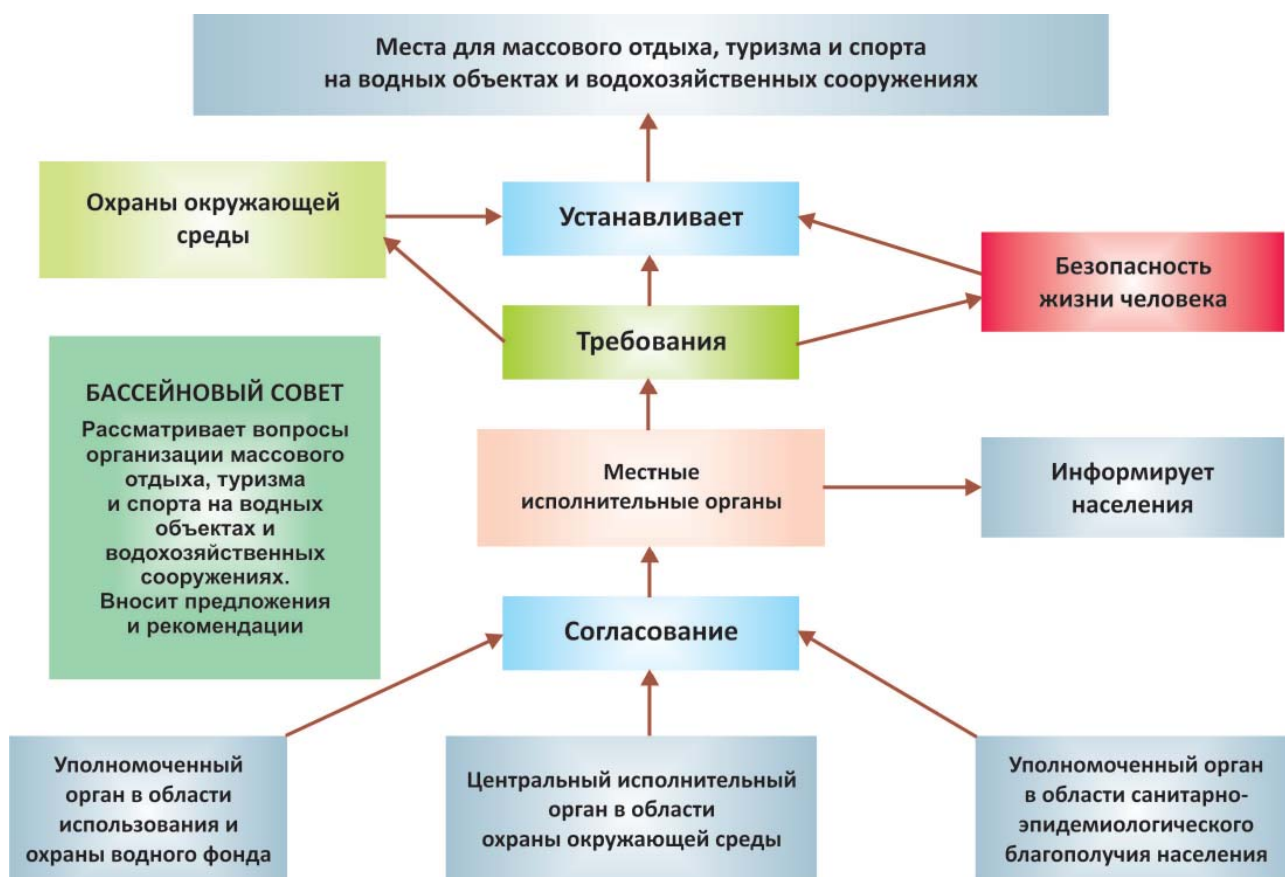 Места для массового отдыха, туризма и спорта
на водных объектах и водохозяйственных сооружениях
Охраны окружающей
среды
Устанавливает
Безопасность
жизни человека
Требования
БАССЕЙНОВЫЙ СОВЕТ
Рассматривает вопросы
организации массового
отдыха, туризма
и спорта на водных
объектах и
водохозяйственных
сооружениях.
Вносит предложения
и рекомендации
Местные
исполнительные органы
Информирует
населения
Согласование
Уполномоченный
орган в области
использования и
охраны водного фонда
Центральный исполнительный
орган в области
охраны окружающей среды
Уполномоченный орган
в области санитарно-
эпидемиологического
благополучия населения